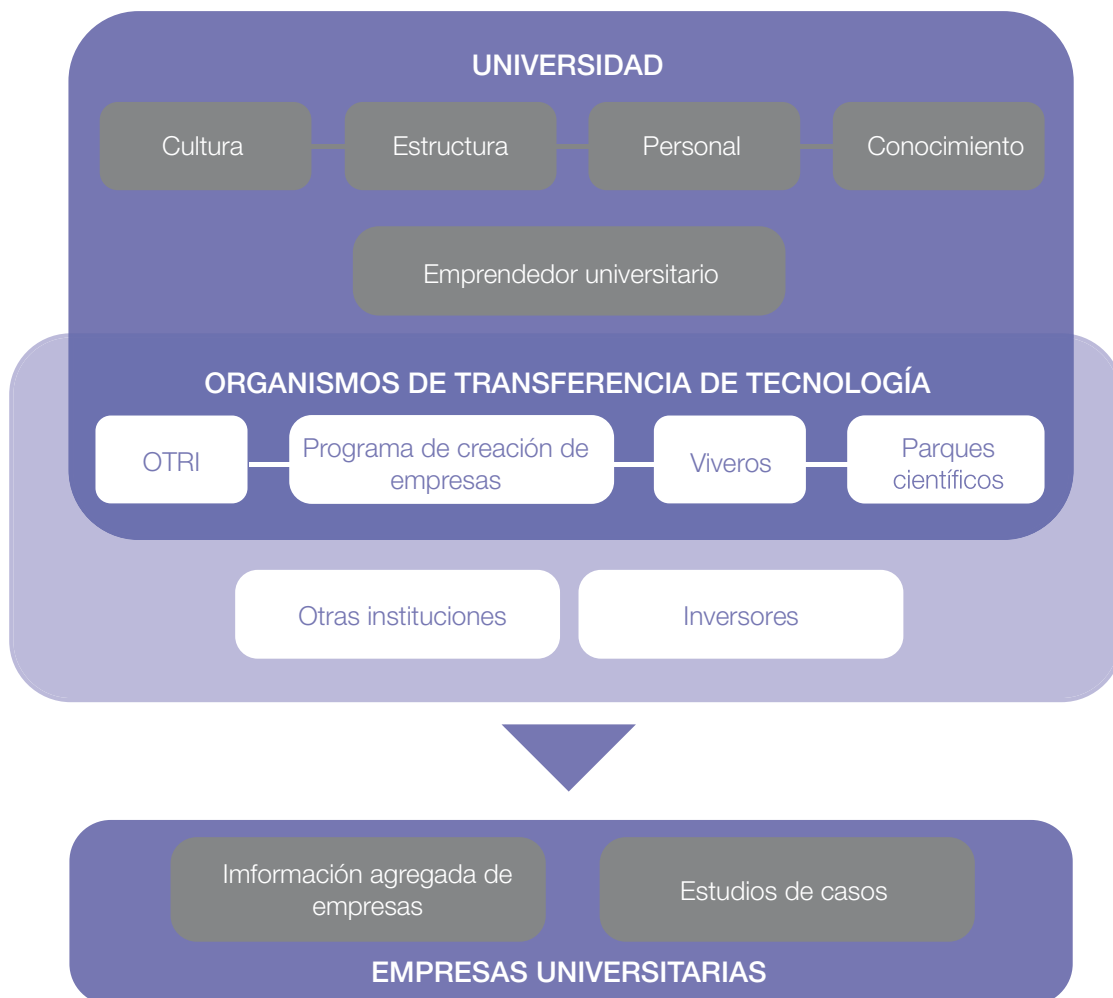 UNIVERSIDAD
Cultura
Estructura
Personal
Conocimiento
Emprendedor universitario
ORGANISMOS DE TRANSFERENCIA DE TECNOLOGÍA
OTRI
Programa de creación de
empresas
Viveros
Parques
científicos
Otras instituciones
Inversores
Imformación agregada de
empresas
Estudios de casos
EMPRESAS UNIVERSITARIAS